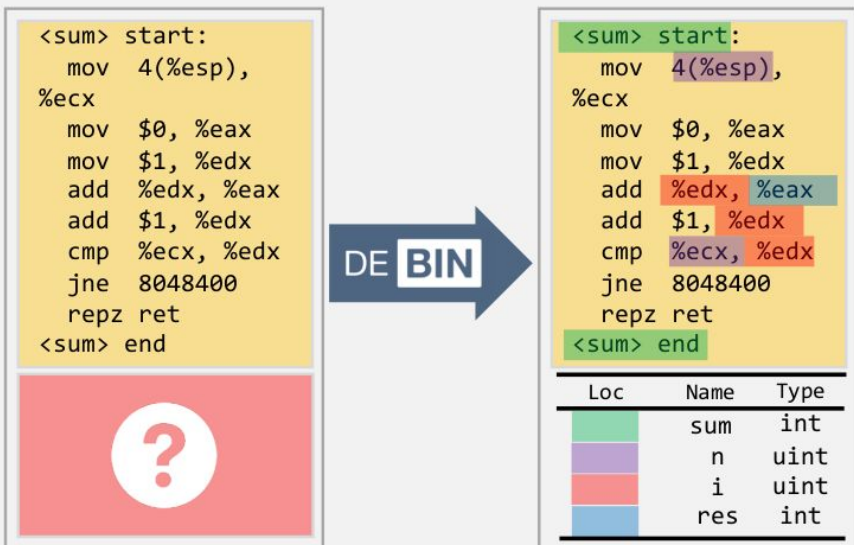 <sum> start:
mov 4(%esp),
%ecx
mov $0, %eax
mov $1, %edx
add %edx, %eax
add $1, %edx
cmp %ecx, %edx
jne 8048400
repz ret
<sum> end
?
DE BIN
<sum> start:
mov 4(%esp),
%ecx
mov $0, %eax
mov $1, %edx
add %edx, %eax
add $1, %edx
cmp %ecx, %edx
jne 8048400
repz ret
<sum> end
Loc Name Type
sum int
n uint
i uint
res int